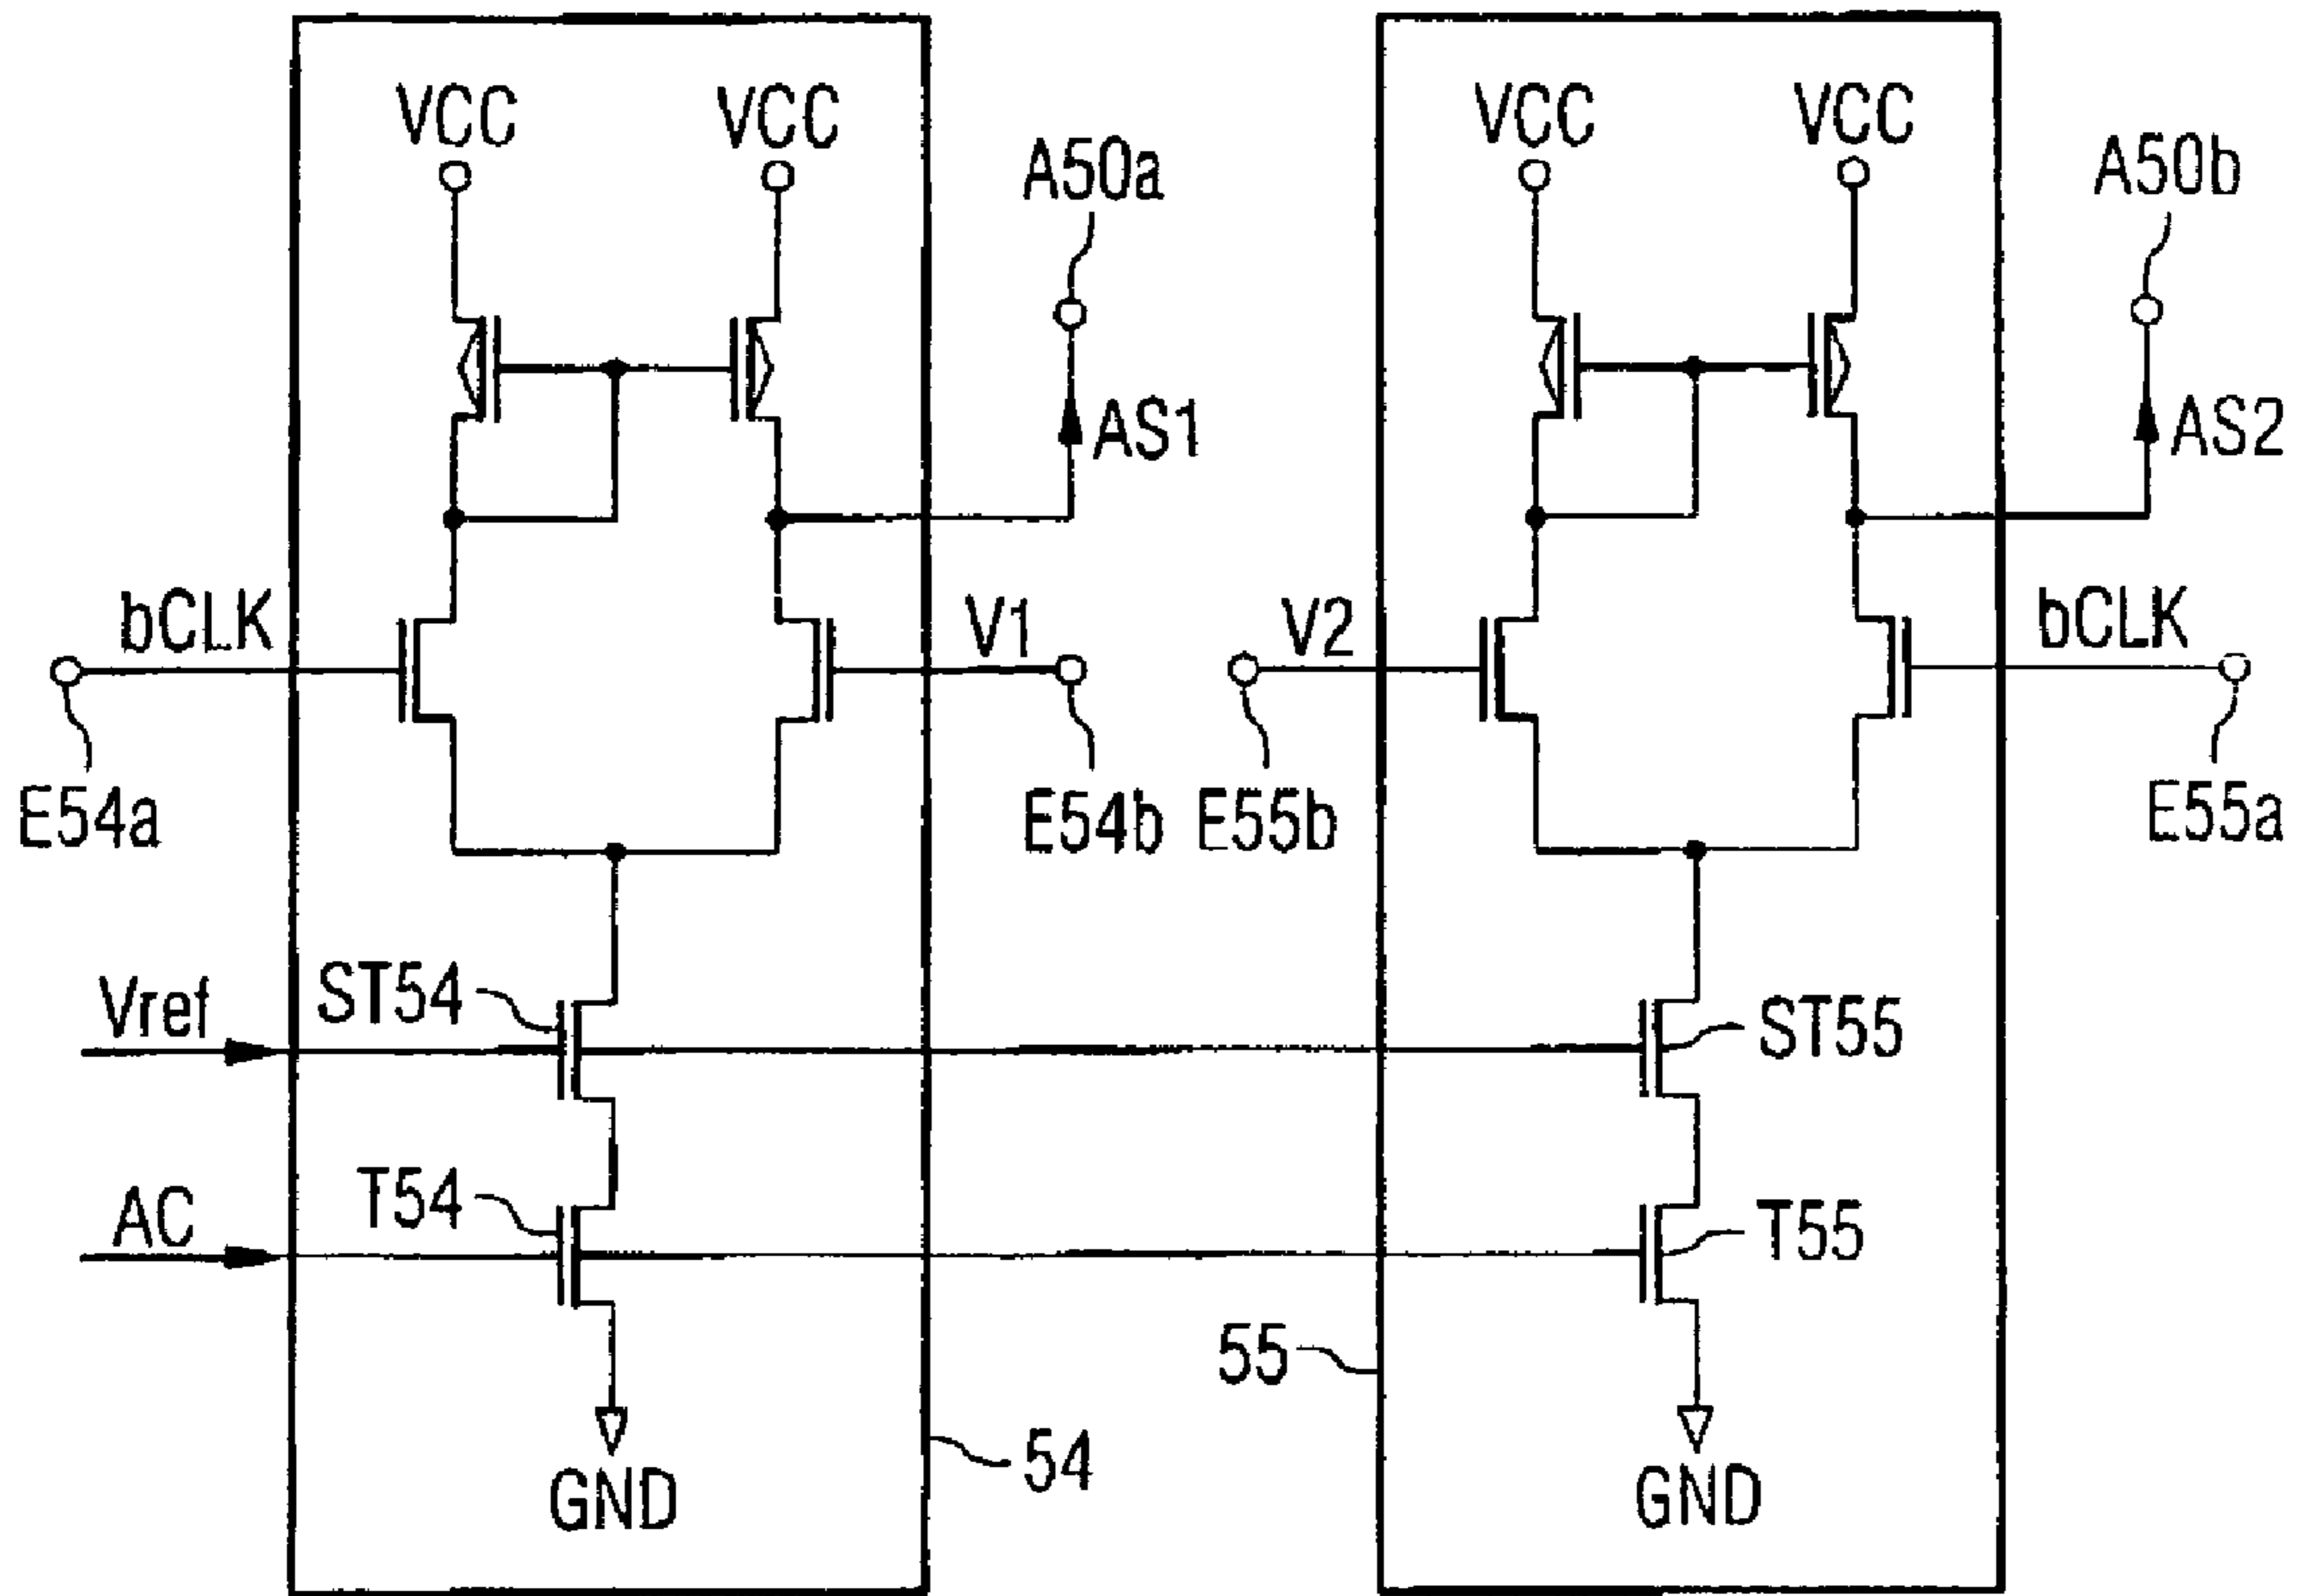 VCC VCC VCC VCC
A50a A50b
AS1 AS2
bCLK V1 V2 bCLK
E54a E54b E55b E55a
Vref ST54 ST55
AC T54 T55
55
54
GND GND